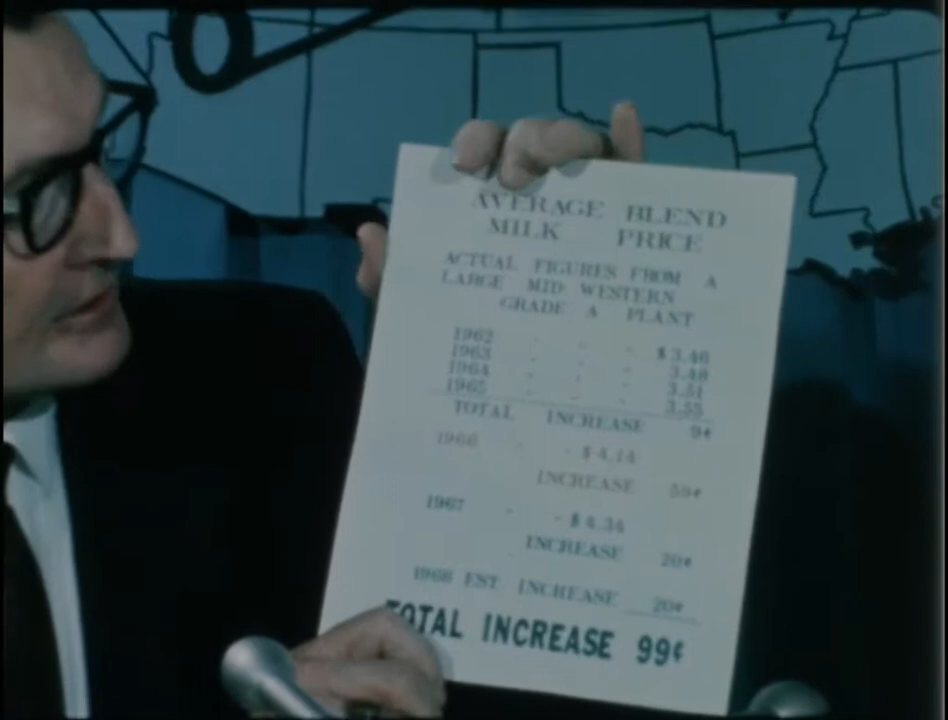 AVERAGE BLEND
MILK PRICE
ACTUAL FIGURES FROM A
LARGE MID WESTERN
GRADE A PLANT
1962 - - - $3.46
1963 - - - 3.48
1964 - - - 3.51
1965 - - - 3.55
TOTAL INCREASE 9¢
1966 - - $4.14
INCREASE 59¢
1967 - - $4.34
INCREASE 20¢
1968 EST INCREASE 20¢
TOTAL INCREASE 99¢